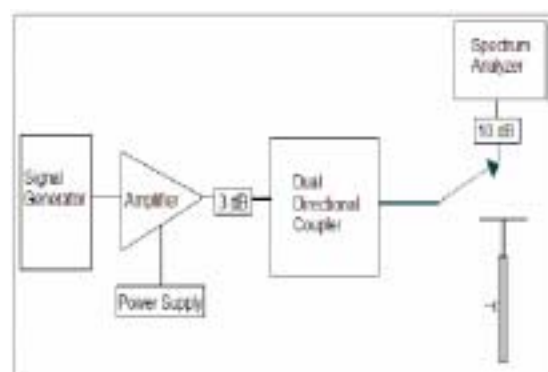 Spectrum
Analyzer
10 dB
Signal
Generator
Amplifier
3 dB
Dual
Directional
Coupler
Power Supply